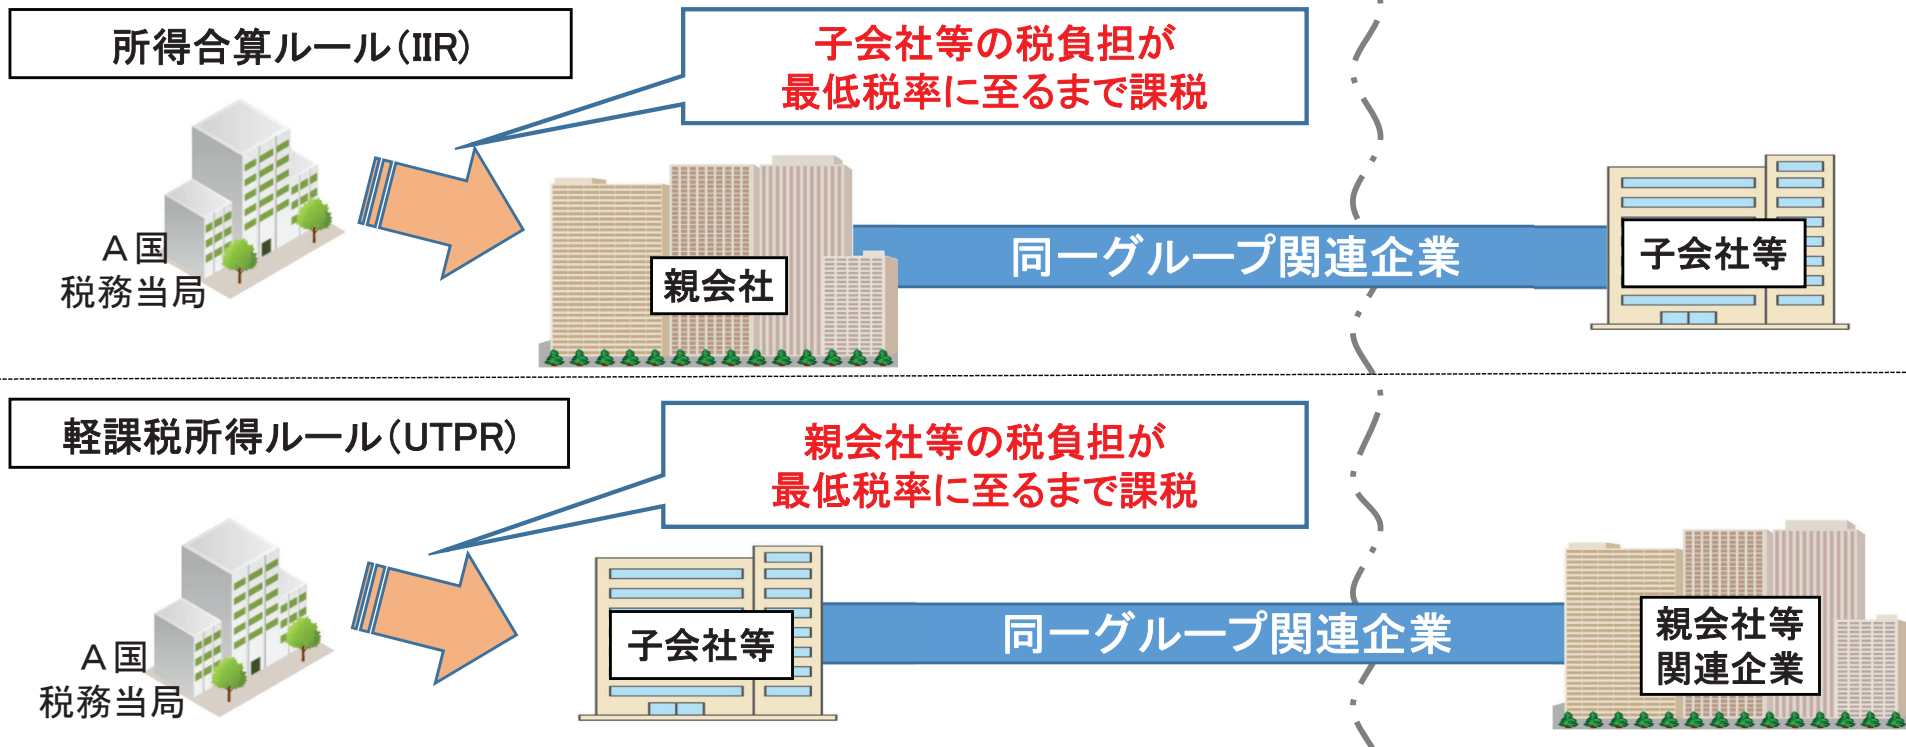 所得合算ルール(IIR)
子会社等の税負担が
最低税率に至るまで課税
A国
税務当局
親会社
同一グループ関連企業
子会社等
軽課税所得ルール(UTPR)
親会社等の税負担が
最低税率に至るまで課税
A国
税務当局
子会社等
同一グループ関連企業
親会社等
関連企業